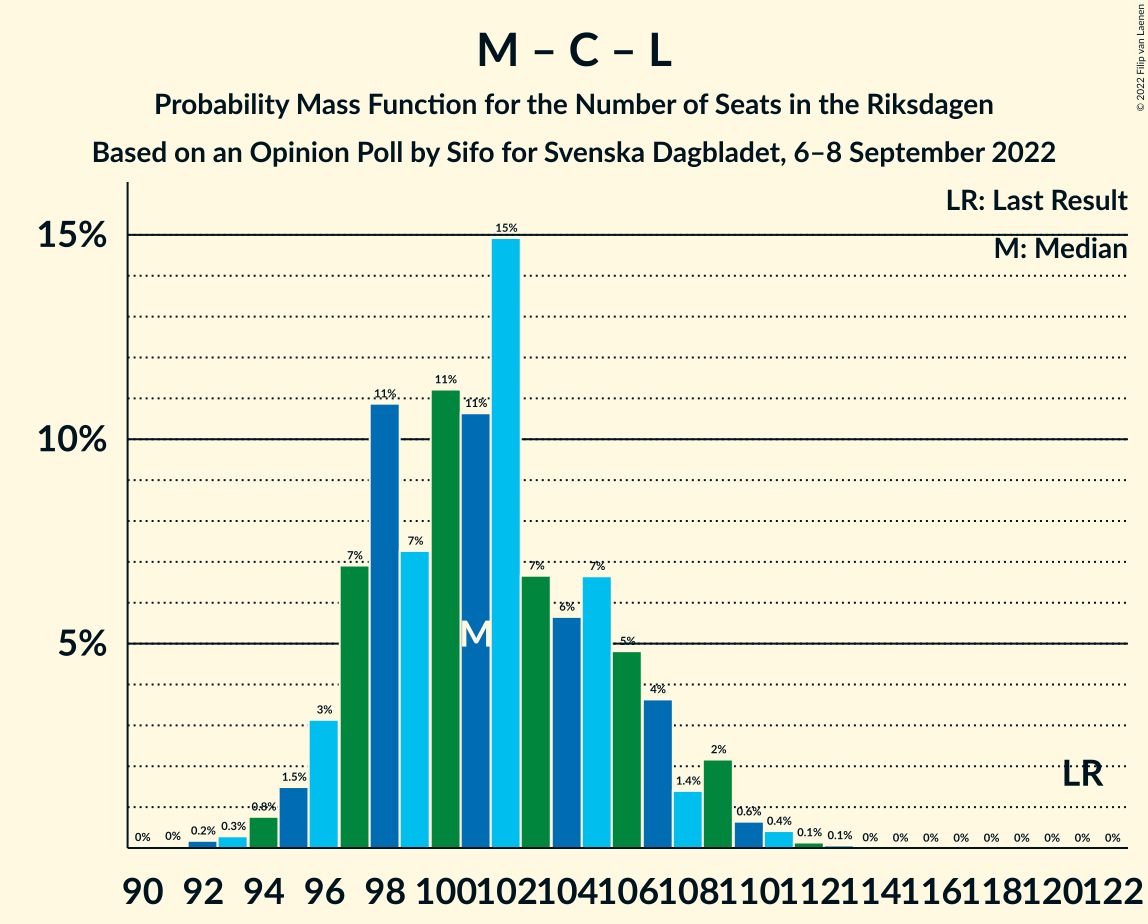 M – C – L
Probability Mass Function for the Number of Seats in the Riksdagen
Based on an Opinion Poll by Sifo for Svenska Dagbladet, 6–8 September 2022
© 2022 Filip van Laenen
LR: Last Result
M: Median
15%
10%
5%
0% 0% 0.2% 0.3% 0.8% 1.5% 3% 7% 11% 7% 11% 11% 15% 7% 6% 7% 5% 4% 1.4% 2% 0.6% 0.4% 0.1% 0.1% 0% 0% 0% 0% 0% 0% 0% 0% 0%
M
LR
90 92 94 96 98 100 102 104 106 108 110 112 114 116 118 120 122